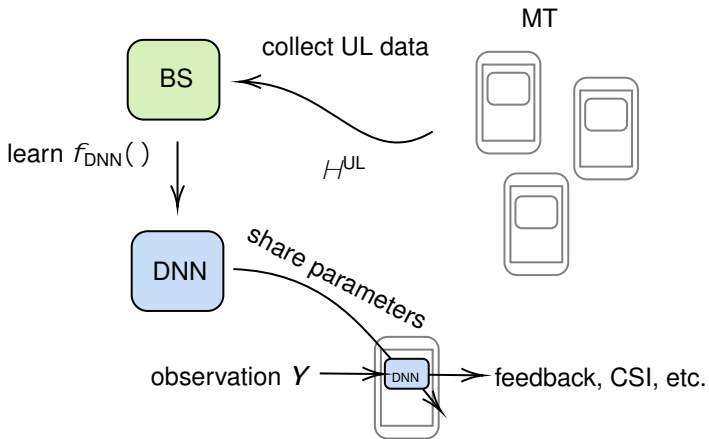 MT
collect UL data
BS
H^UL
learn f_DNN()
DNN
share parameters
observation Y
DNN
feedback, CSI, etc.